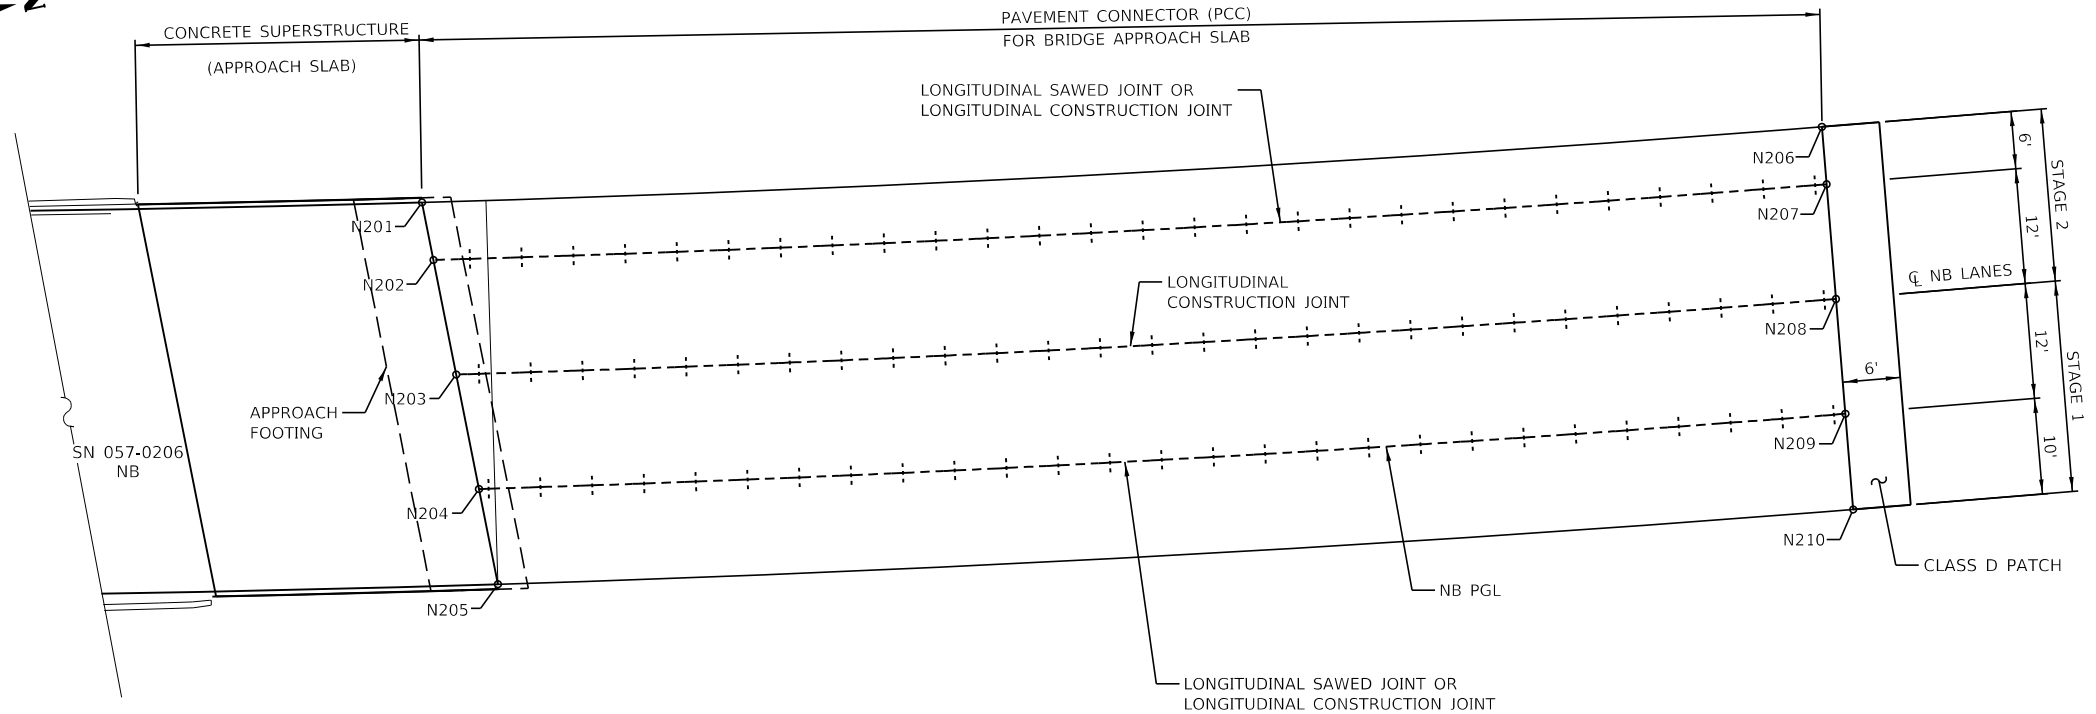 CONCRETE SUPERSTRUCTURE
(APPROACH SLAB)
PAVEMENT CONNECTOR (PCC)
FOR BRIDGE APPROACH SLAB
LONGITUDINAL SAWED JOINT OR
LONGITUDINAL CONSTRUCTION JOINT
N201
N202
N203
N204
N205
N206
N207
N208
N209
N210
LONGITUDINAL
CONSTRUCTION JOINT
APPROACH
FOOTING
SN 057-0206
NB
6'
12'
STAGE 2
℄ NB LANES
12'
6'
STAGE 1
10'
CLASS D PATCH
NB PGL
LONGITUDINAL SAWED JOINT OR
LONGITUDINAL CONSTRUCTION JOINT